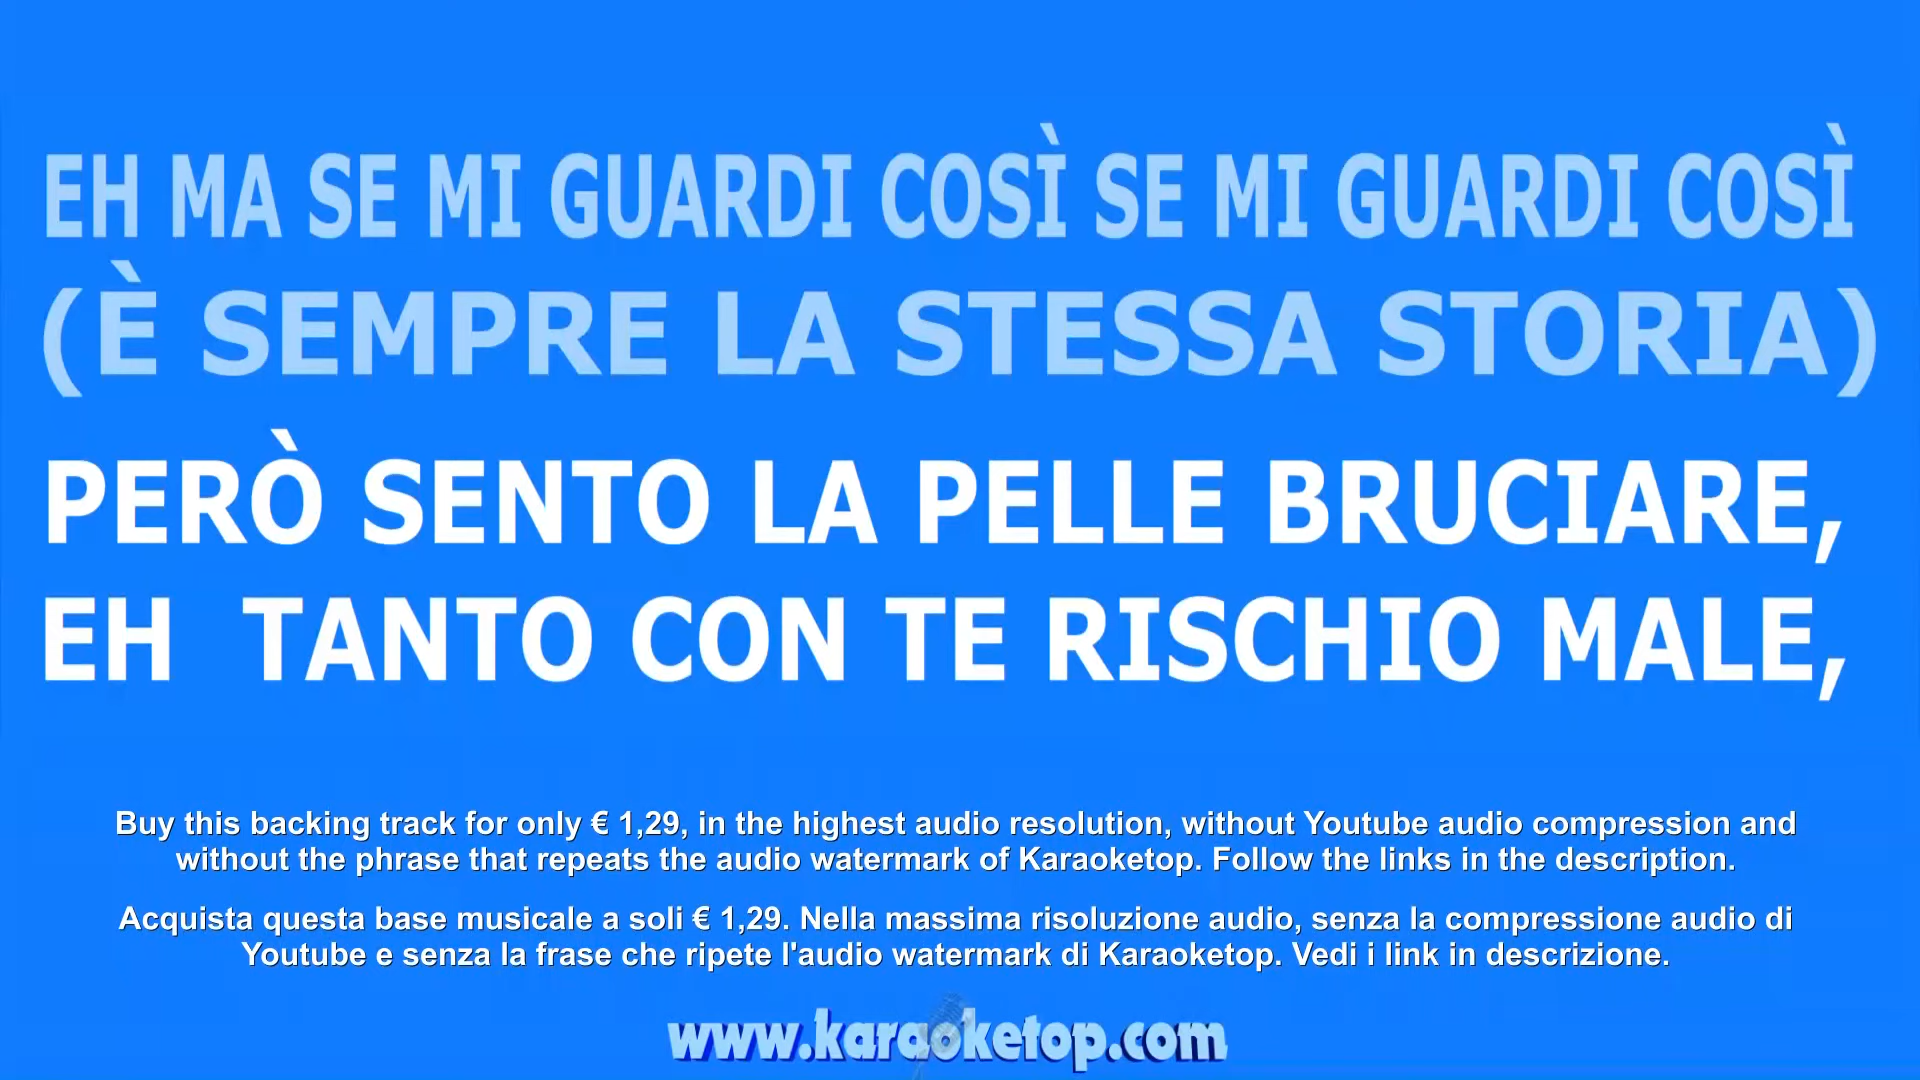 EH MA SE MI GUARDI COSÌ SE MI GUARDI COSÌ
(È SEMPRE LA STESSA STORIA)
PERÒ SENTO LA PELLE BRUCIARE,
EH  TANTO CON TE RISCHIO MALE,
Buy this backing track for only € 1,29, in the highest audio resolution, without Youtube audio compression and
without the phrase that repeats the audio watermark of Karaoketop. Follow the links in the description.
Acquista questa base musicale a soli € 1,29. Nella massima risoluzione audio, senza la compressione audio di
Youtube e senza la frase che ripete l'audio watermark di Karaoketop. Vedi i link in descrizione.
www.karaoketop.com